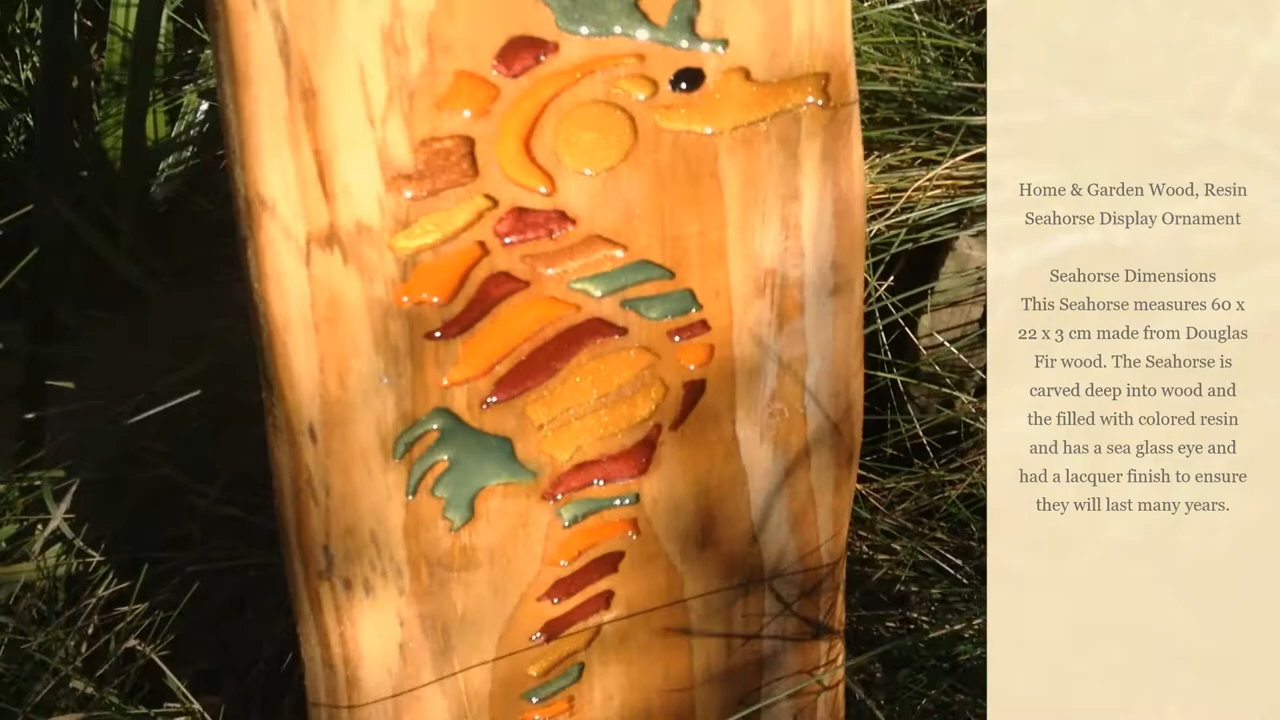 Home & Garden Wood, Resin
Seahorse Display Ornament
Seahorse Dimensions
This Seahorse measures 60 x
22 x 3 cm made from Douglas
Fir wood. The Seahorse is
carved deep into wood and
the filled with colored resin
and has a sea glass eye and
had a lacquer finish to ensure
they will last many years.